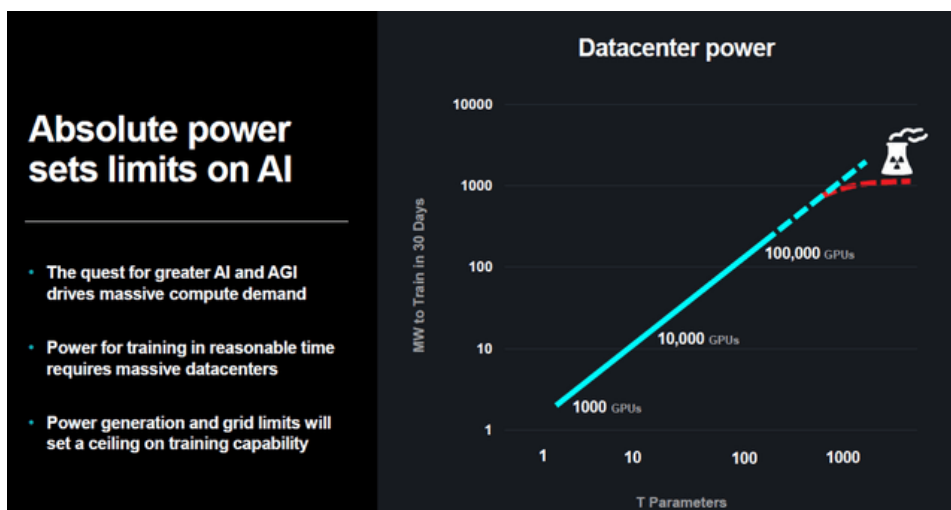 Absolute power
sets limits on AI
• The quest for greater AI and AGI
drives massive compute demand
• Power for training in reasonable time
requires massive datacenters
• Power generation and grid limits will
set a ceiling on training capability
Datacenter power
MW to Train in 30 Days
10000
1000
100
10
1
100,000 GPUs
10,000 GPUs
1000 GPUs
1 10 100 1000
T Parameters